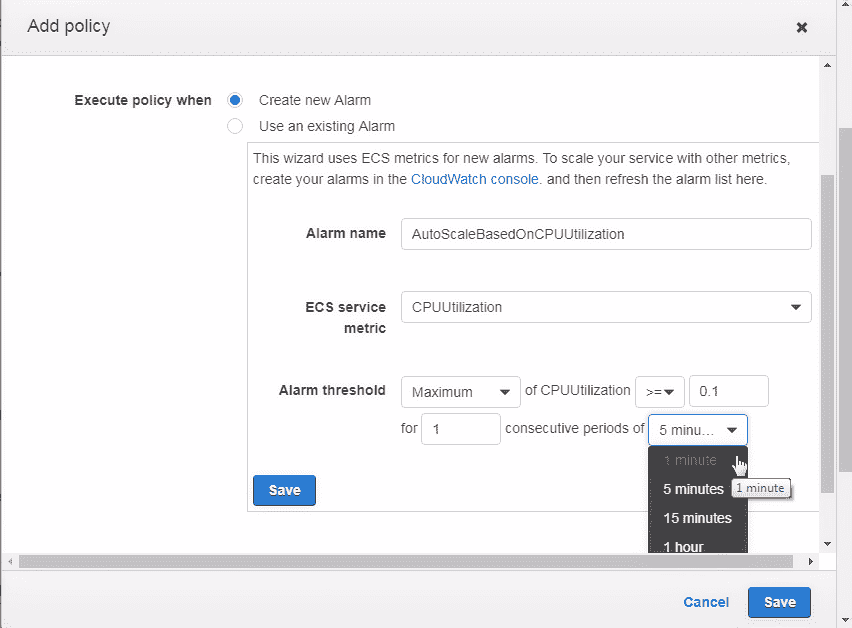 Add policy
Execute policy when
Create new Alarm
Use an existing Alarm
This wizard uses ECS metrics for new alarms. To scale your service with other metrics,
create your alarms in the CloudWatch console. and then refresh the alarm list here.
Alarm name
AutoScaleBasedOnCPUUtilization
ECS service
metric
CPUUtilization
Alarm threshold
Maximum
of CPUUtilization
>=
0.1
for
1
consecutive periods of
5 minu...
1 minute
5 minutes
1 minute
15 minutes
1 hour
Save
Cancel
Save